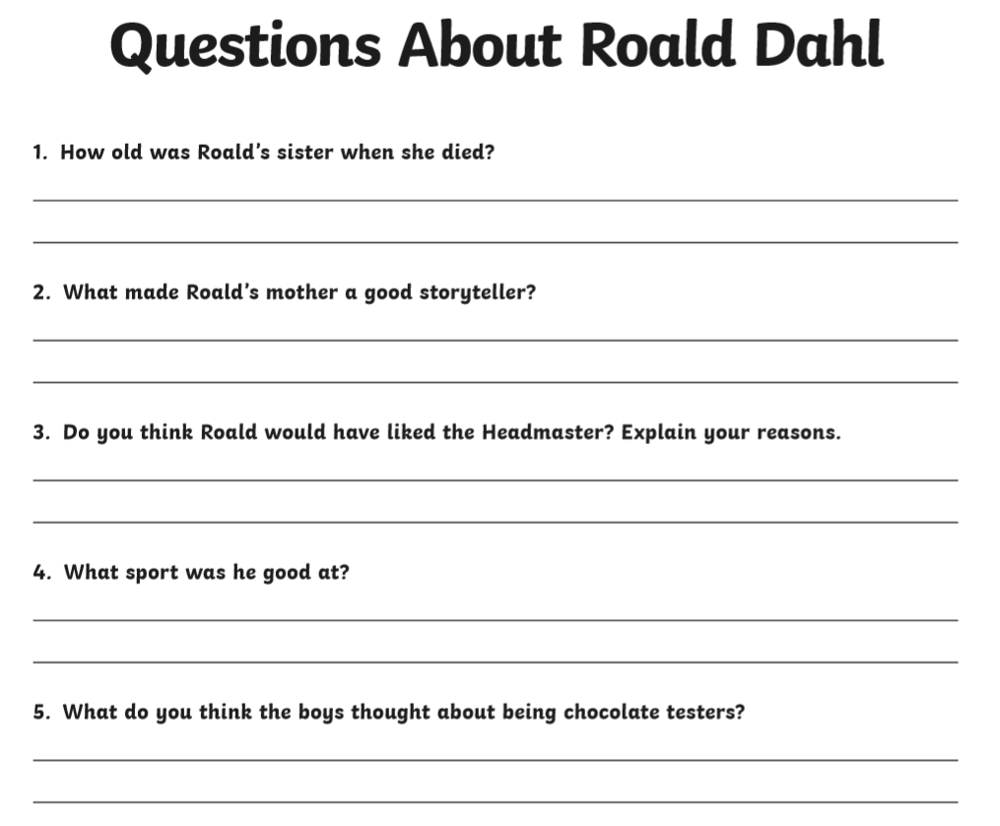 Questions About Roald Dahl
1. How old was Roald's sister when she died?
2. What made Roald's mother a good storyteller?
3. Do you think Roald would have liked the Headmaster? Explain your reasons.
4. What sport was he good at?
5. What do you think the boys thought about being chocolate testers?